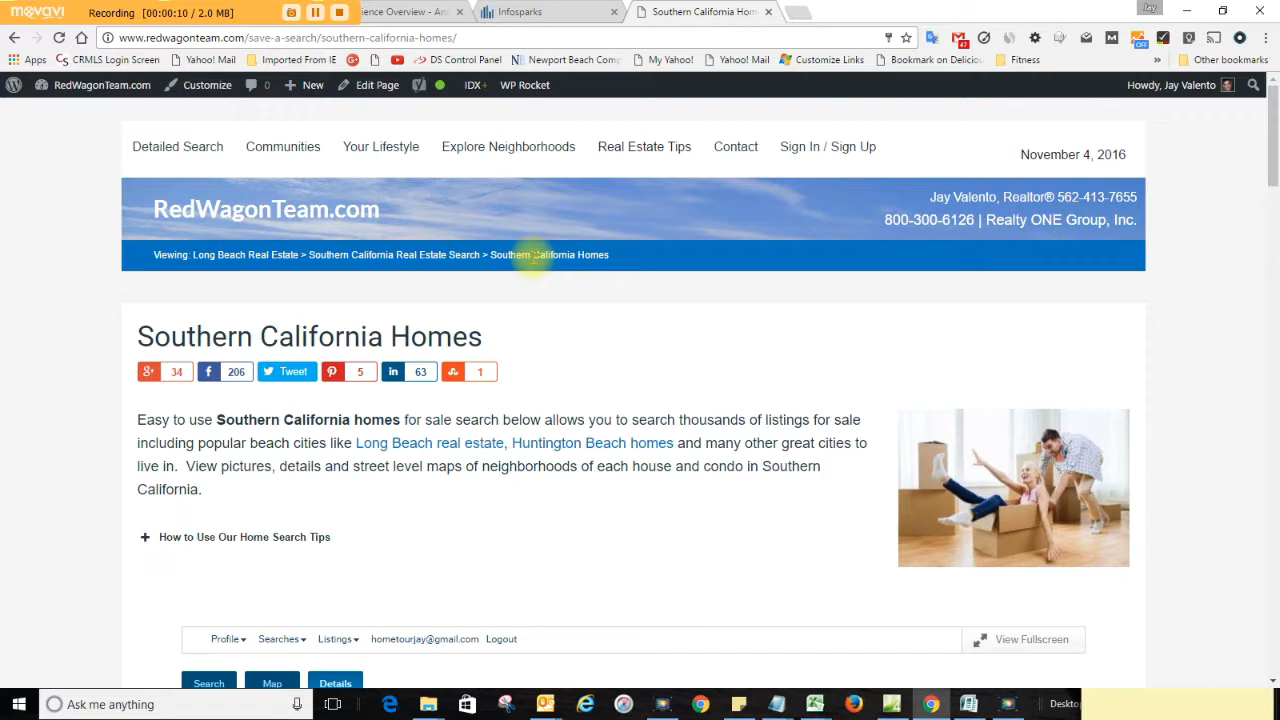 movavi Recording (00:00:10 / 2.0 MB)
ience Overview - An
Infosparks
Southern California Hom
Jay
www.redwagonteam.com/save-a-search/southern-california-homes/
47
OFF
Apps CRMLS Login Screen Yahoo! Mail Imported From IE Do Control Panel Newport Beach Comp My Yahoo! Yahoo! Mail Customize Links Bookmark on Delicious Fitness » Other bookmarks
RedWagonTeam.com Customize 0 New Edit Page IDX+ WP Rocket Howdy, Jay Valento
Detailed Search Communities Your Lifestyle Explore Neighborhoods Real Estate Tips Contact Sign In / Sign Up November 4, 2016
RedWagonTeam.com
Jay Valento, Realtor® 562-413-7655
800-300-6126 | Realty ONE Group, Inc.
Viewing: Long Beach Real Estate > Southern California Real Estate Search > Southern California Homes
Southern California Homes
34 206 Tweet 5 63 1
Easy to use Southern California homes for sale search below allows you to search thousands of listings for sale
including popular beach cities like Long Beach real estate, Huntington Beach homes and many other great cities to
live in. View pictures, details and street level maps of neighborhoods of each house and condo in Southern
California.
+ How to Use Our Home Search Tips
Profile Searches Listings hometourjay@gmail.com Logout View Fullscreen
Search Map Details
Ask me anything
Desktop